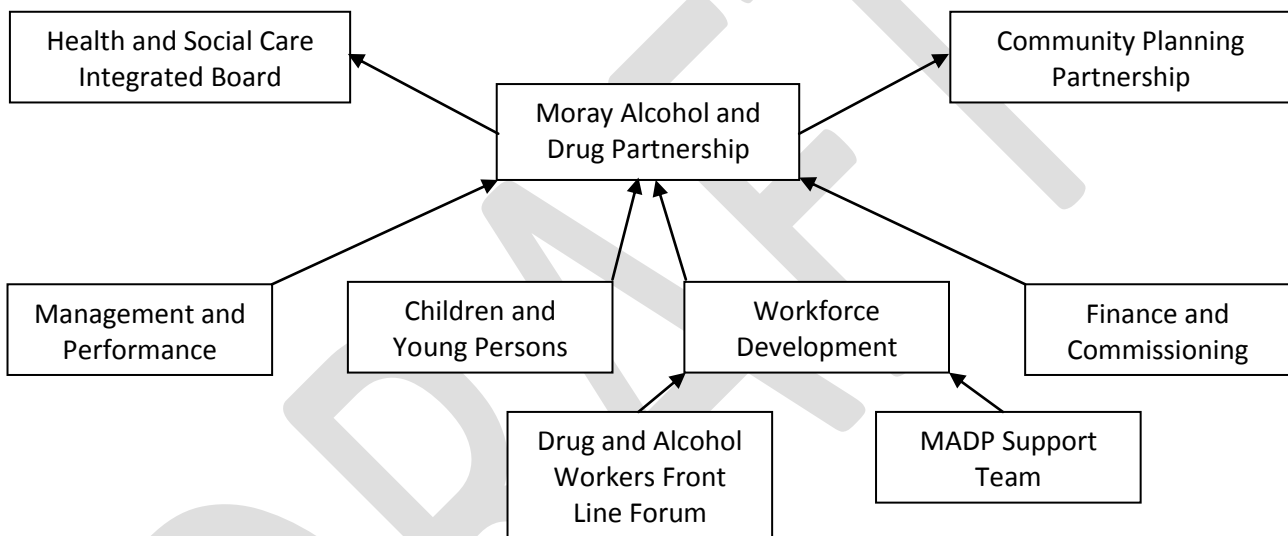 Health and Social Care
Integrated Board
Community Planning
Partnership
Moray Alcohol and
Drug Partnership
Management and
Performance
Children and
Young Persons
Workforce
Development
Finance and
Commissioning
Drug and Alcohol
Workers Front
Line Forum
MADP Support
Team
DRAFT